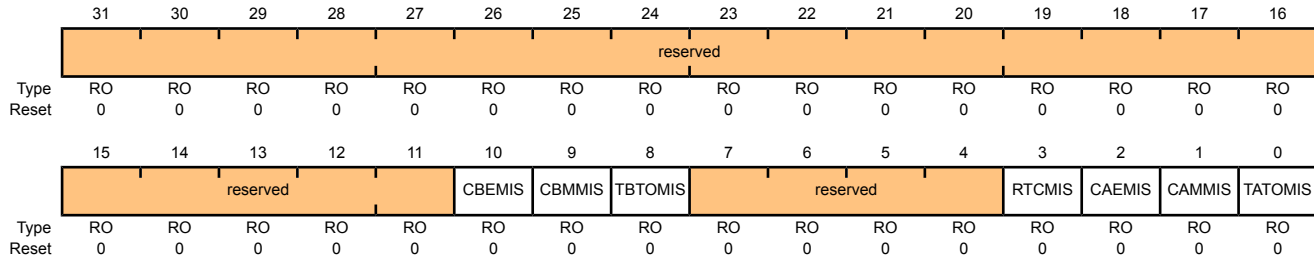 31 30 29 28 27 26 25 24 23 22 21 20 19 18 17 16
reserved
Type RO RO RO RO RO RO RO RO RO RO RO RO RO RO RO RO
Reset 0 0 0 0 0 0 0 0 0 0 0 0 0 0 0 0
15 14 13 12 11 10 9 8 7 6 5 4 3 2 1 0
reserved CBEMIS CBMMIS TBTOMIS reserved RTCMIS CAEMIS CAMMIS TATOMIS
Type RO RO RO RO RO RO RO RO RO RO RO RO RO RO RO RO
Reset 0 0 0 0 0 0 0 0 0 0 0 0 0 0 0 0